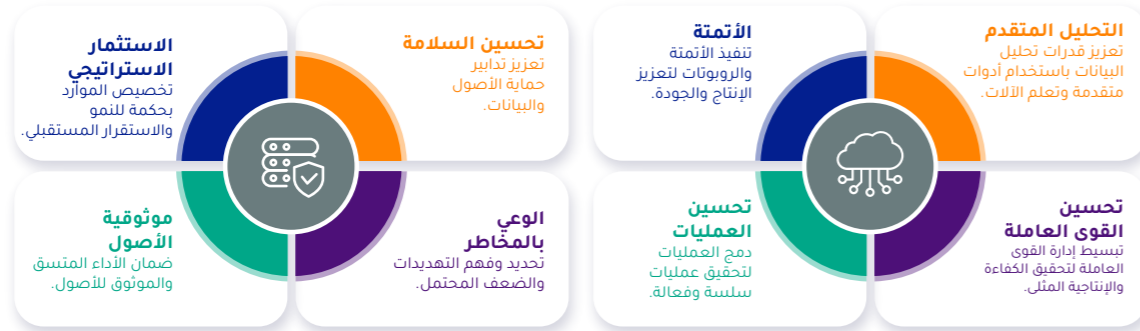 التحليل المتقدم
تعزيز قدرات تحليل
البيانات باستخدام أدوات
متقدمة وتعلم الآلات.
الأتمتة
تنفيذ الأتمتة
والروبوتات لتعزيز
الإنتاج والجودة.
تحسين
القوى العاملة
تبسيط إدارة القوى
العاملة لتحقيق الكفاءة
والإنتاجية المثلى.
تحسين
العمليات
دمج العمليات
لتحقيق عمليات
سلسة وفعالة.
تحسين السلامة
تعزيز تدابير
حماية الأصول
والبيانات.
الاستثمار
الاستراتيجي
تخصيص الموارد
بحكمة للنمو
والاستقرار المستقبلي.
الوعي
بالمخاطر
تحديد وفهم التهديدات
والضعف المحتمل.
موثوقية
الأصول
ضمان الأداء المتسق
والموثوق للأصول.